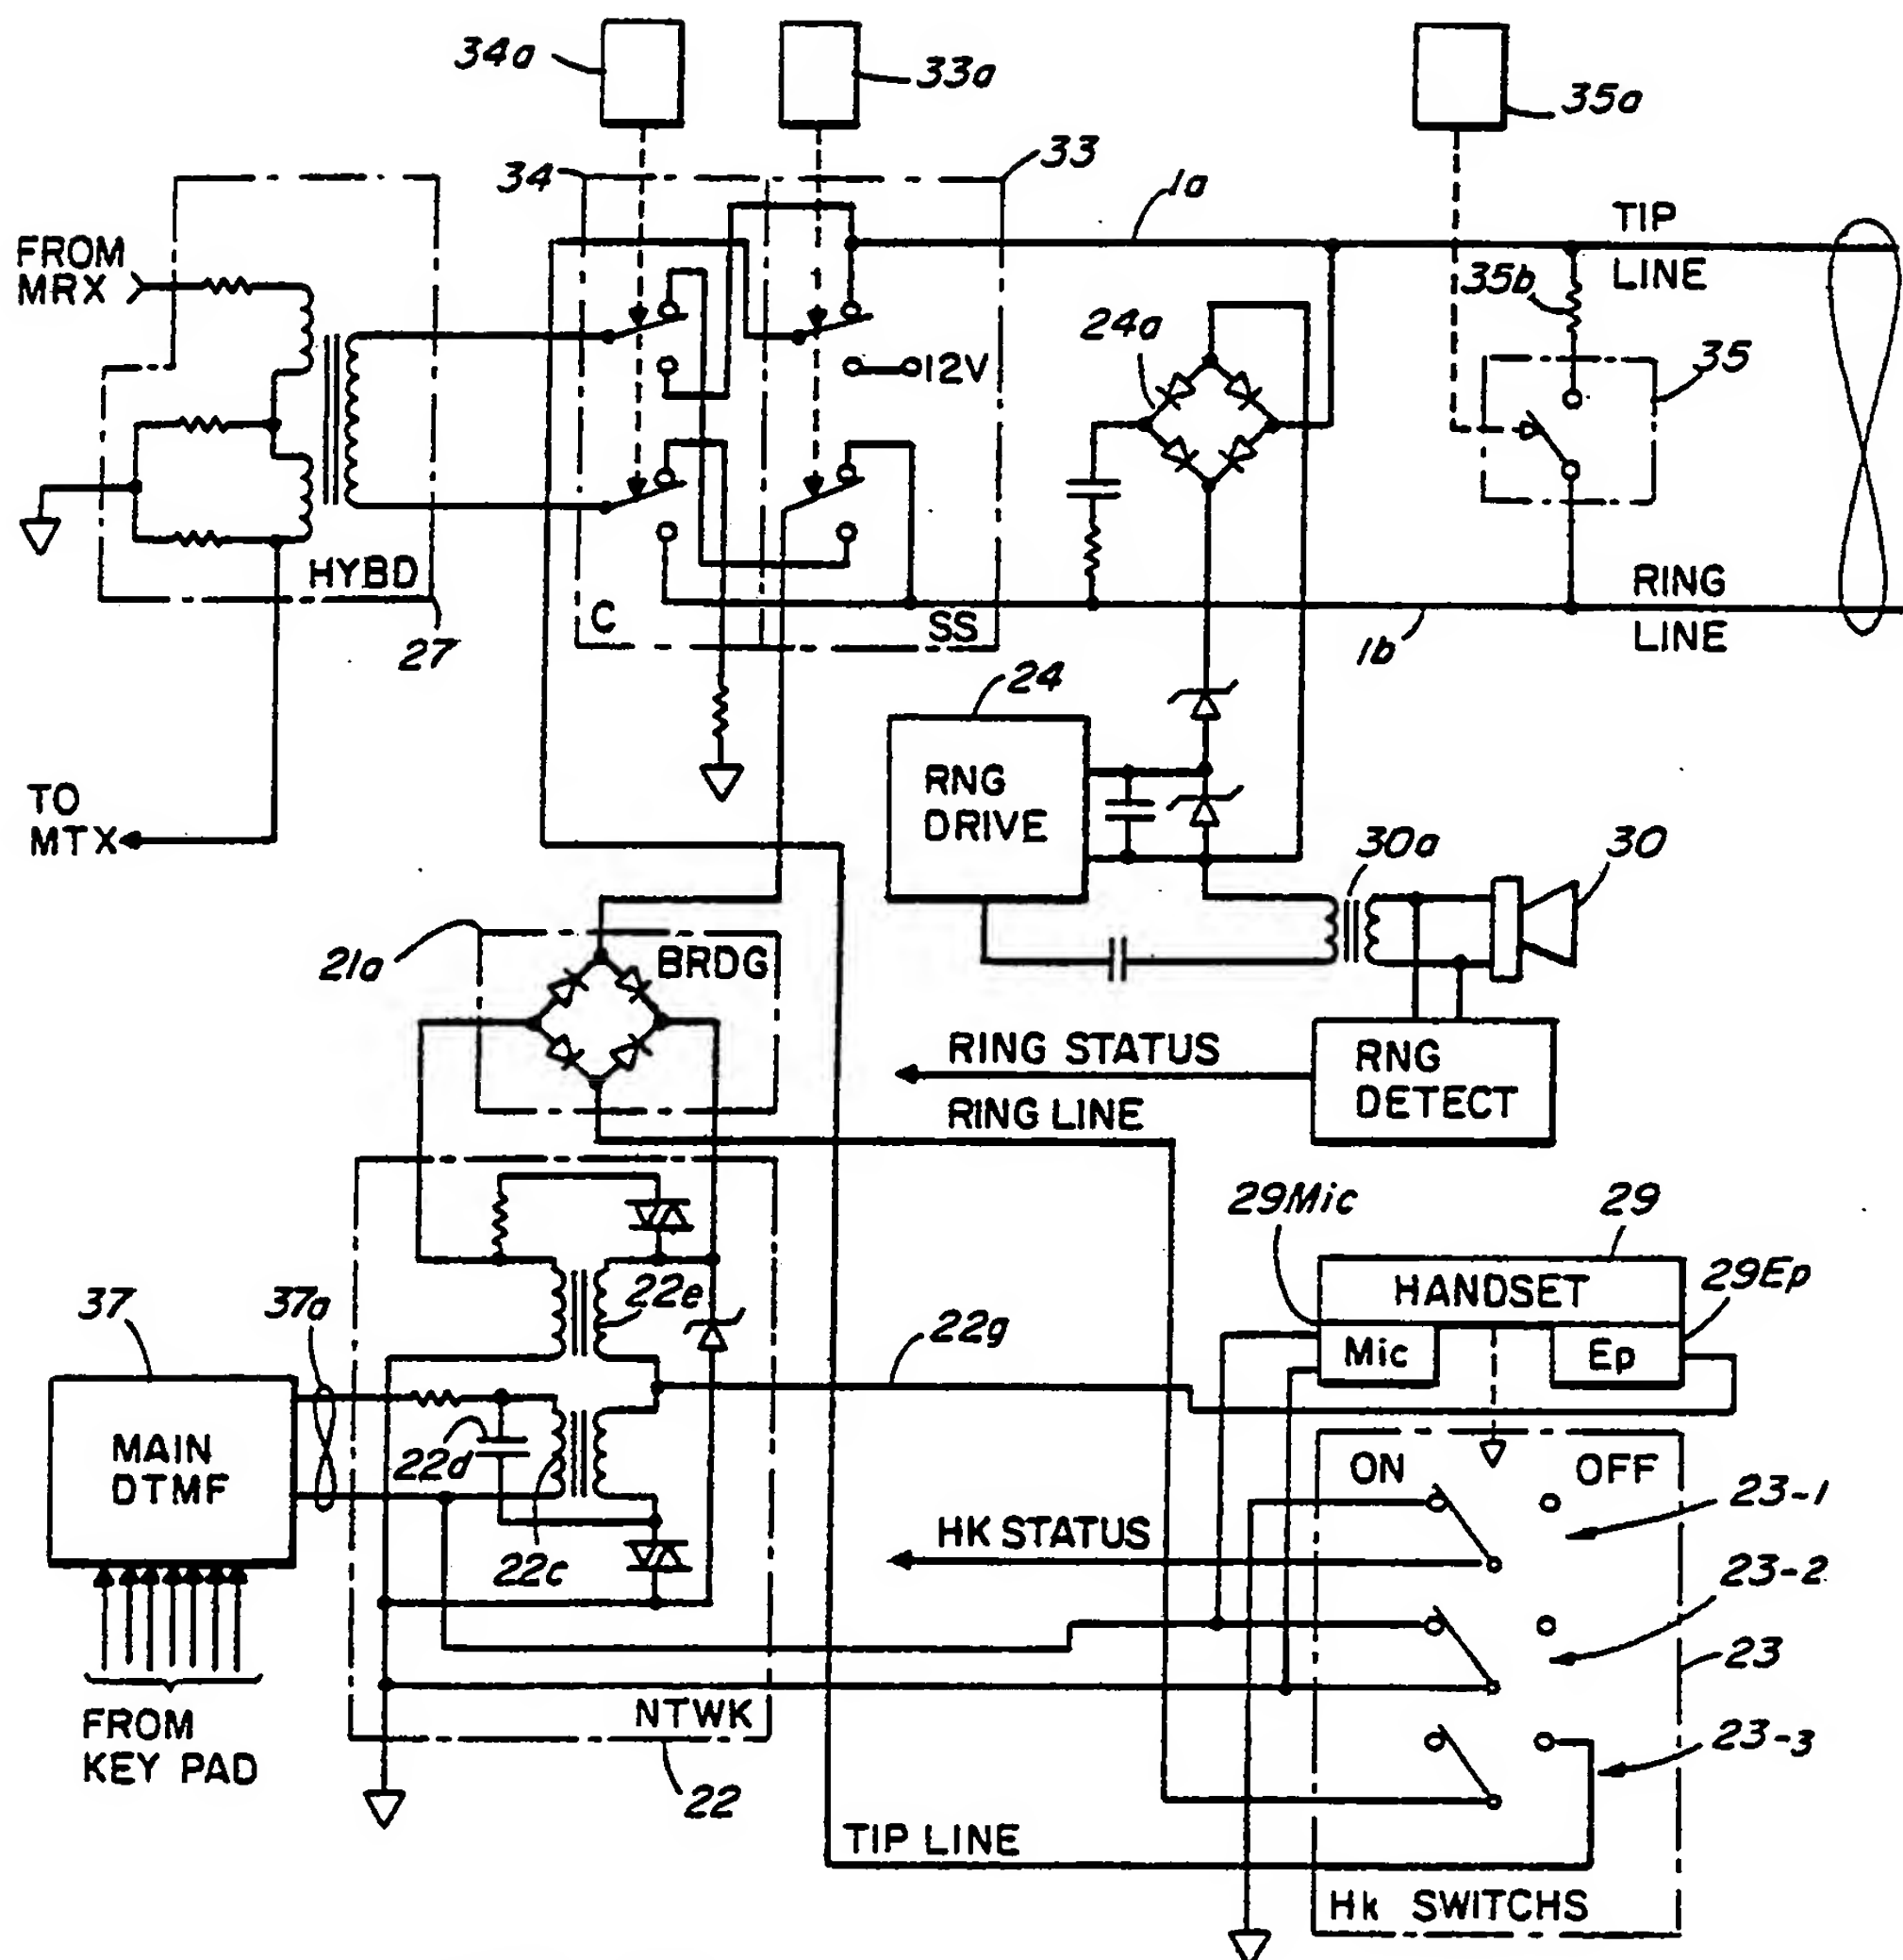 34a
33a
35a
34
33
1a
FROM
MRX
TIP
LINE
35b
24a
12V
35
HYBD
C
SS
RING
LINE
27
1b
24
TO
MTX
RNG
DRIVE
30a
30
21a
BRDG
RING STATUS
RING LINE
RNG
DETECT
29Mic
29
HANDSET
29Ep
Mic
Ep
37
37a
22e
22g
MAIN
DTMF
22d
22c
ON
OFF
23-1
HK STATUS
23-2
23
FROM
KEY PAD
NTWK
22
23-3
TIP LINE
Hk SWITCHS